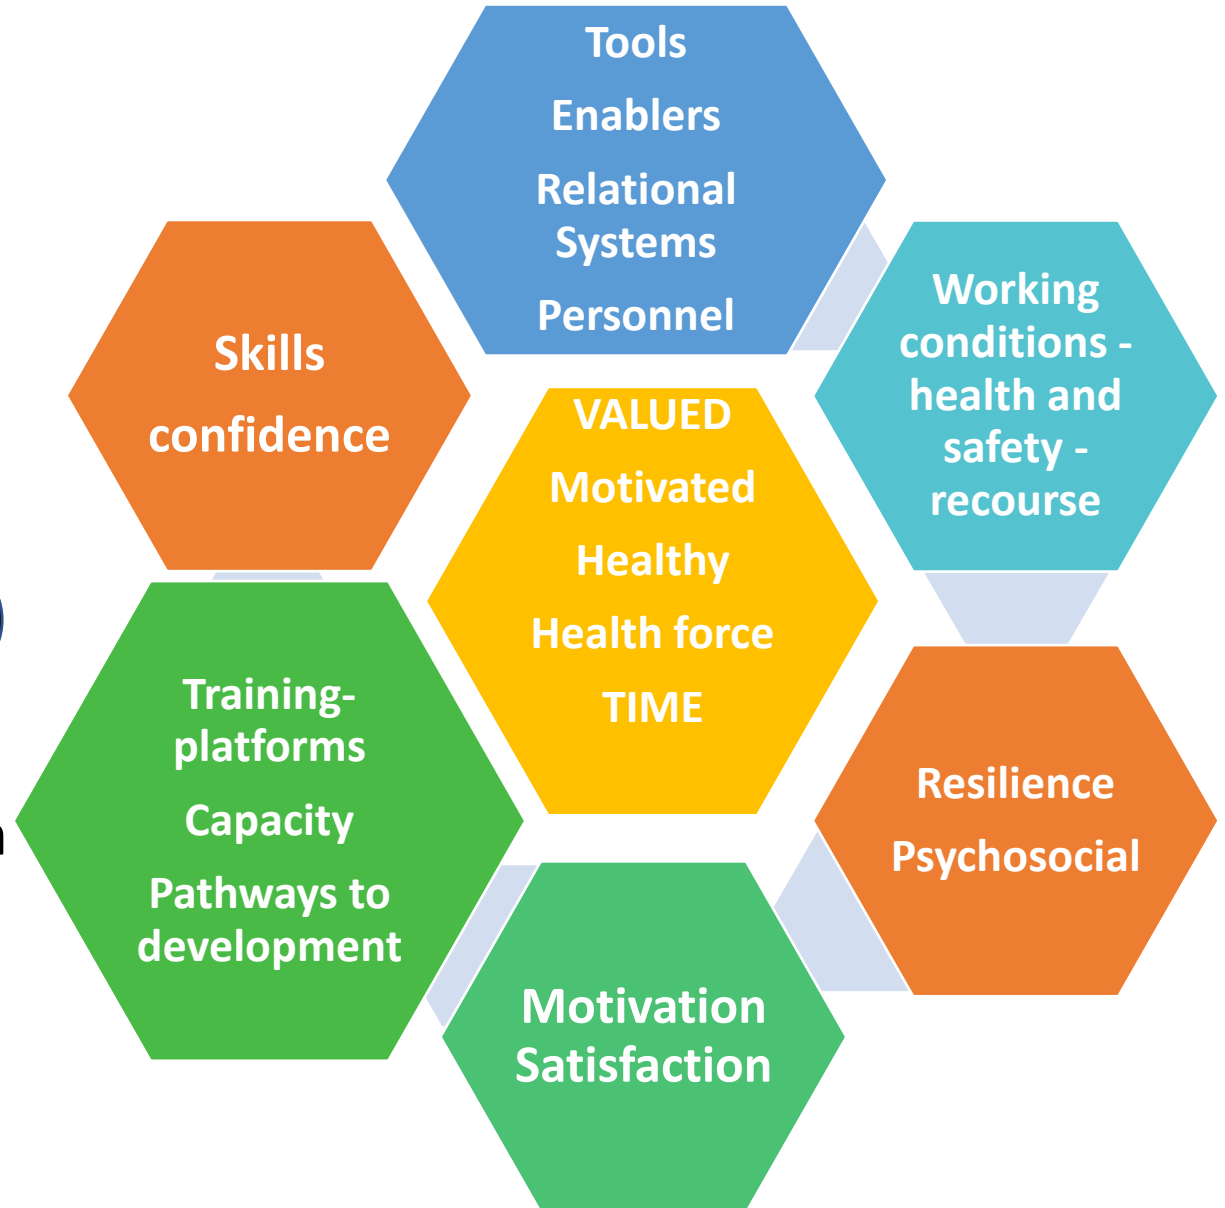 Tools
Enablers
Relational
Systems
Personnel
Working
conditions -
health and
safety -
recourse
Skills
confidence
VALUED
Motivated
Healthy
Health force
TIME
Training-
platforms
Capacity
Pathways to
development
Resilience
Psychosocial
Motivation
Satisfaction